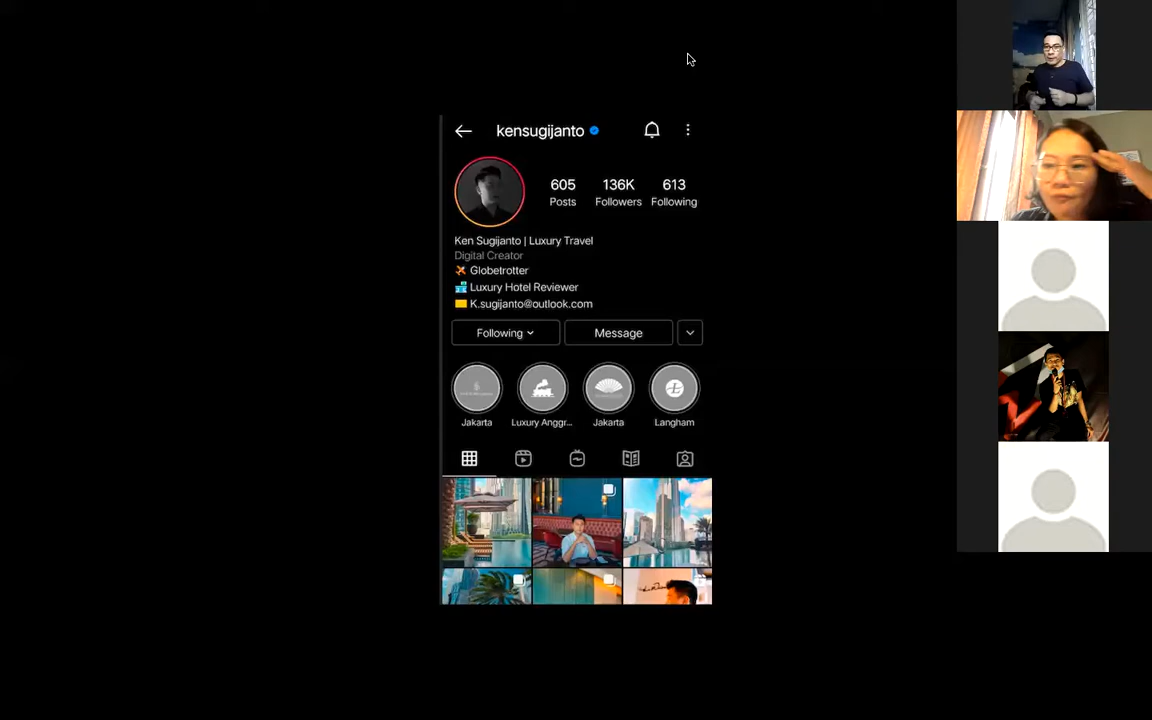 kensugijanto
605 136K 613
Posts Followers Following
Ken Sugijanto | Luxury Travel
Digital Creator
Globetrotter
Luxury Hotel Reviewer
K.sugijanto@outlook.com
Following Message
Jakarta Luxury Anggr... Jakarta Langham